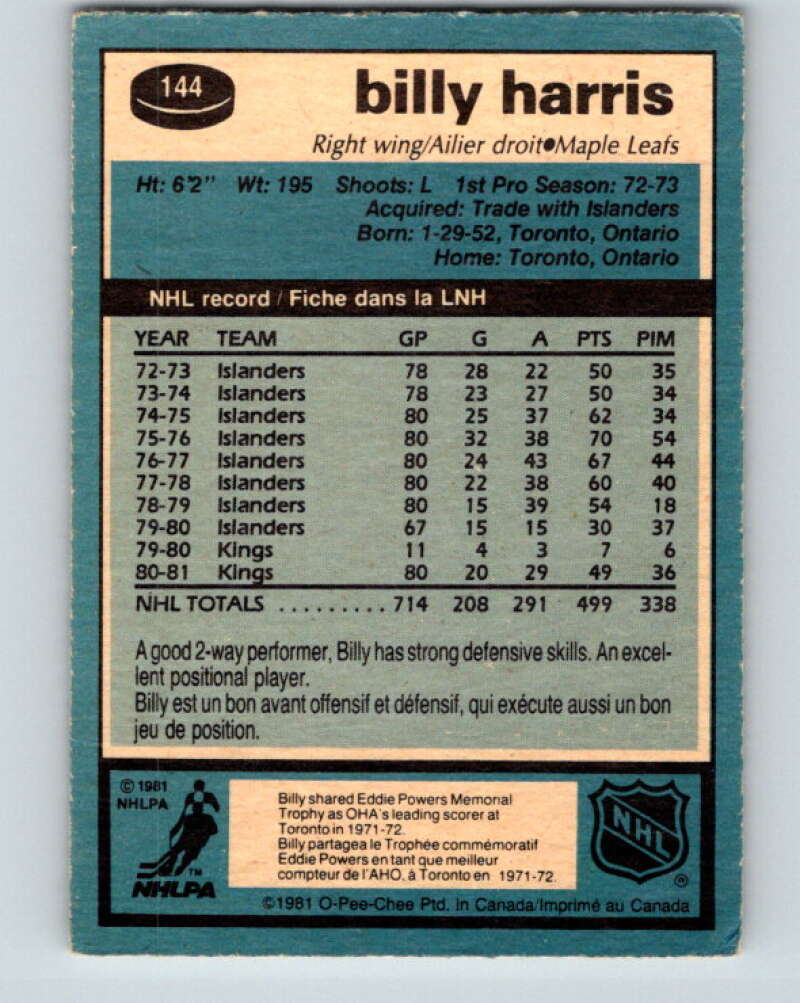 144
billy harris
Right wing/Ailier droit●Maple Leafs
Ht: 6'2" Wt: 195 Shoots: L 1st Pro Season: 72-73
Acquired: Trade with Islanders
Born: 1-29-52, Toronto, Ontario
Home: Toronto, Ontario
NHL record / Fiche dans la LNH
YEAR TEAM GP G A PTS PIM
72-73 Islanders 78 28 22 50 35
73-74 Islanders 78 23 27 50 34
74-75 Islanders 80 25 37 62 34
75-76 Islanders 80 32 38 70 54
76-77 Islanders 80 24 43 67 44
77-78 Islanders 80 22 38 60 40
78-79 Islanders 80 15 39 54 18
79-80 Islanders 67 15 15 30 37
79-80 Kings 11 4 3 7 6
80-81 Kings 80 20 29 49 36
NHL TOTALS ......... 714 208 291 499 338
A good 2-way performer, Billy has strong defensive skills. An excel-
lent positional player.
Billy est un bon avant offensif et défensif, qui exécute aussi un bon
jeu de position.
© 1981
NHLPA
TM
NHLPA
Billy shared Eddie Powers Memorial
Trophy as OHA's leading scorer at
Toronto in 1971-72.
Billy partagea le Trophée commémoratif
Eddie Powers en tant que meilleur
compteur de l'AHO. à Toronto en 1971-72.
NHL
®
©1981 O-Pee-Chee Ptd. in Canada/Imprimé au Canada